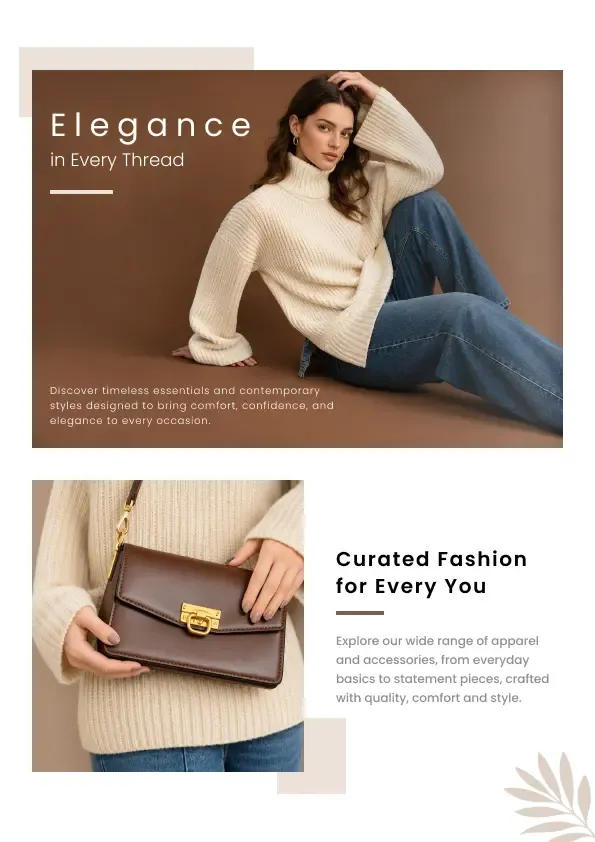 Elegance
in Every Thread
Discover timeless essentials and contemporary
styles designed to bring comfort, confidence, and
elegance to every occasion.
Curated Fashion
for Every You
Explore our wide range of apparel
and accessories, from everyday
basics to statement pieces, crafted
with quality, comfort and style.